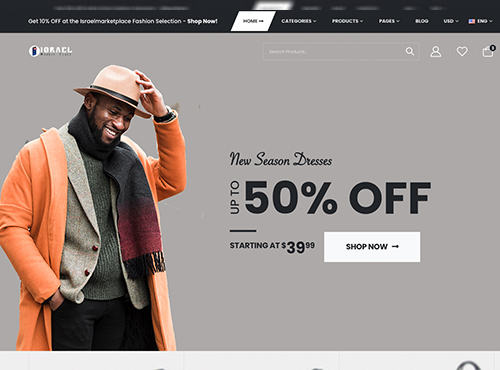 Get 10% OFF at the Israelmarketplace Fashion Selection - Shop Now!
HOME
CATEGORIES
PRODUCTS
PAGES
BLOG
USD
ENG
ISRAEL
Search Products...
0
New Season Dresses
UP TO
50% OFF
STARTING AT $39.99
SHOP NOW